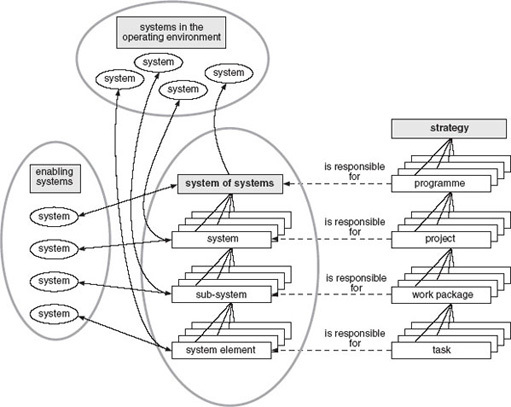 systems in the
operating environment
system
system
system
system
strategy
enabling
systems
is responsible
for
system of systems
programme
system
is responsible
for
system
project
system
is responsible
for
system
sub-system
work package
system
is responsible
for
system element
task